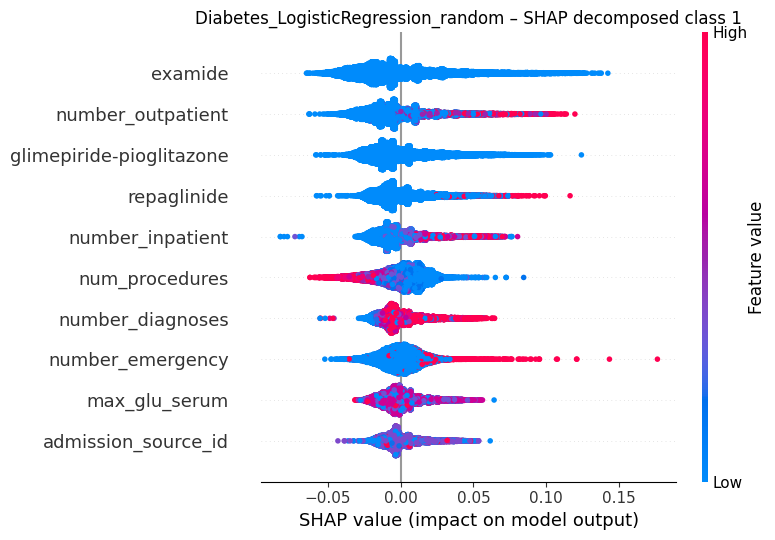 Diabetes_LogisticRegression_random – SHAP decomposed class 1
High
examide
number_outpatient
glimepiride-pioglitazone
repaglinide
number_inpatient
num_procedures
number_diagnoses
number_emergency
max_glu_serum
admission_source_id
Feature value
Low
−0.05 0.00 0.05 0.10 0.15
SHAP value (impact on model output)